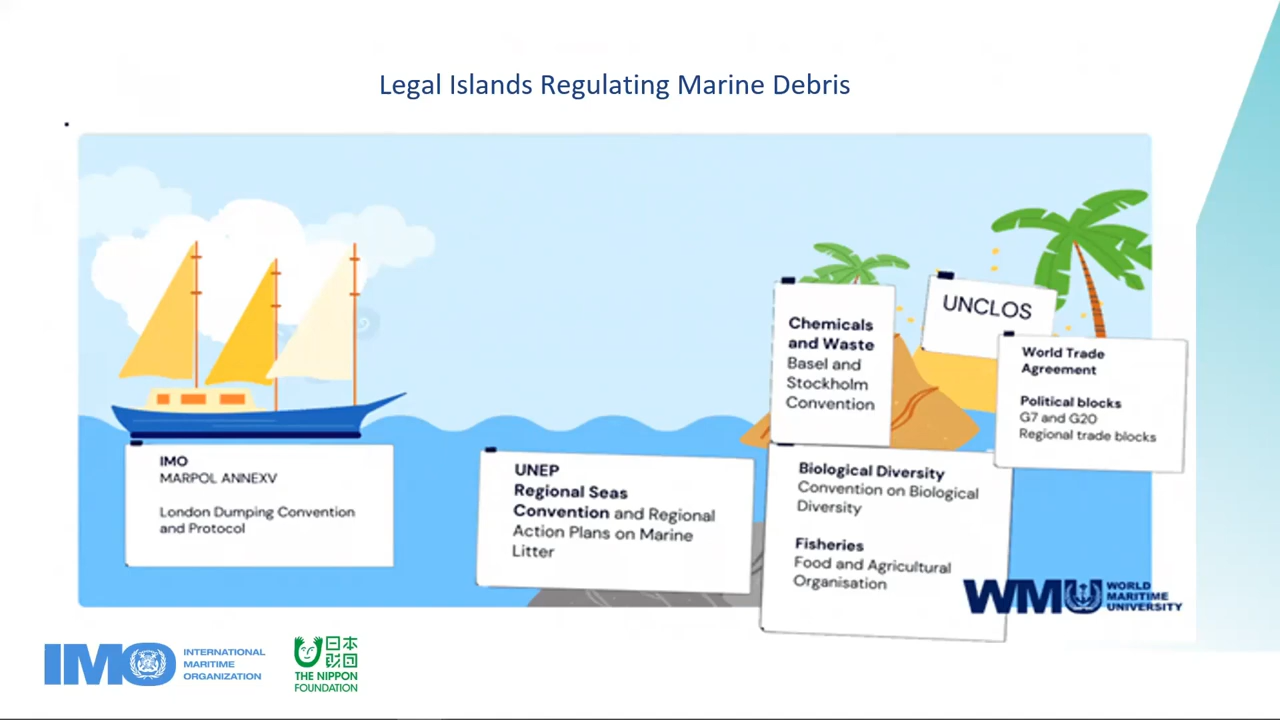 Legal Islands Regulating Marine Debris
IMO
MARPOL ANNEXV
London Dumping Convention
and Protocol
UNEP
Regional Seas
Convention and Regional
Action Plans on Marine
Litter
Chemicals
and Waste
Basel and
Stockholm
Convention
UNCLOS
World Trade
Agreement
Political blocks
G7 and G20
Regional trade blocks
Biological Diversity
Convention on Biological
Diversity
Fisheries
Food and Agricultural
Organisation
WMU WORLD
MARITIME
UNIVERSITY
IMO INTERNATIONAL
MARITIME
ORGANIZATION
日本
財団
THE NIPPON
FOUNDATION